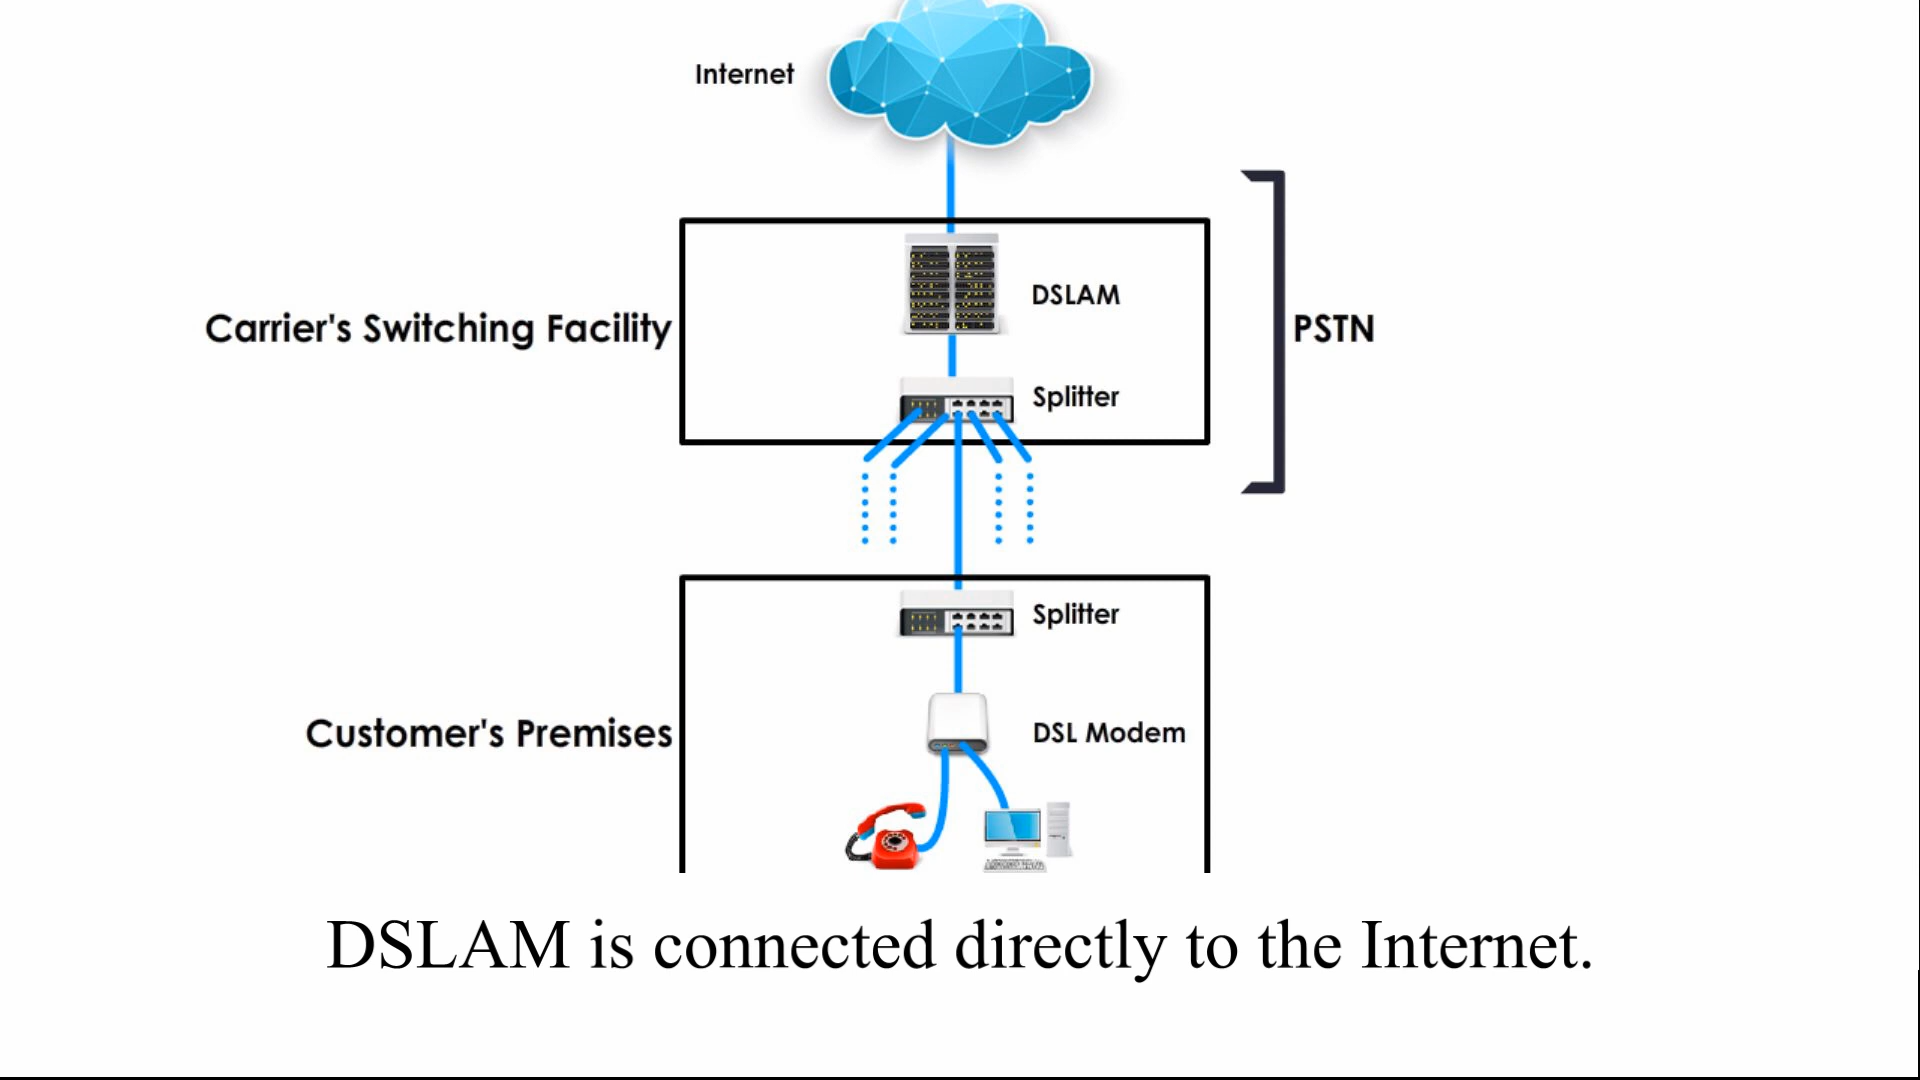 Internet
DSLAM
Carrier's Switching Facility
PSTN
Splitter
Splitter
Customer's Premises
DSL Modem
DSLAM is connected directly to the Internet.